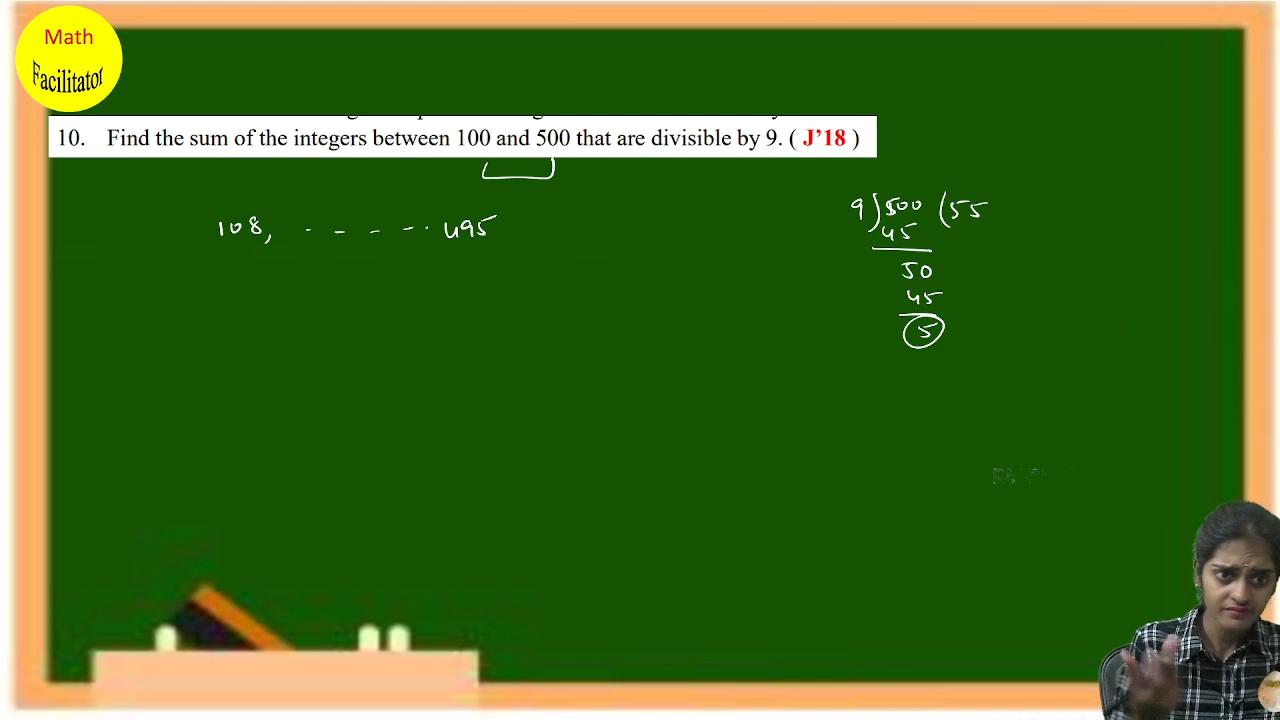 Math
Facilitator
10. Find the sum of the integers between 100 and 500 that are divisible by 9. ( J’18 )
108, . – – – . 495
9 ) 500 ( 55
45
50
45
5